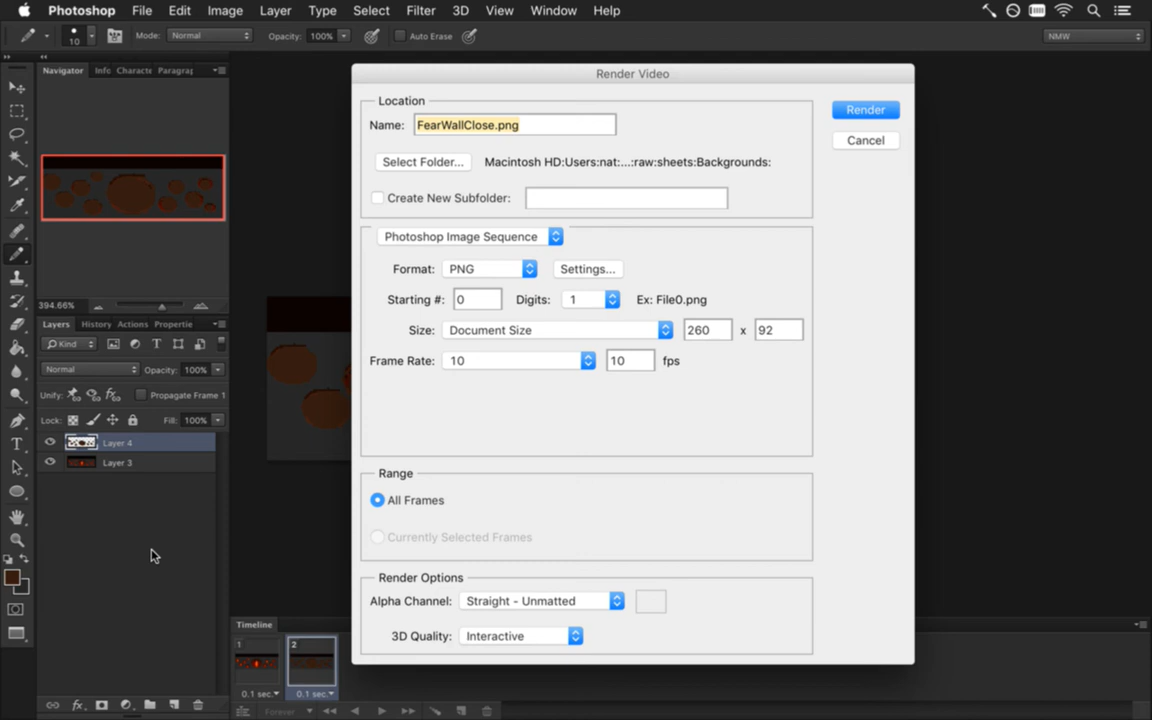 Photoshop File Edit Image Layer Type Select Filter 3D View Window Help
10 Mode: Normal Opacity: 100% Auto Erase NMW
Navigator Info Characte Paragrap
394.66%
Layers History Actions Propertie
Kind
Normal Opacity: 100%
Unify: Propagate Frame 1
Lock: Fill: 100%
Layer 4
Layer 3
Render Video
Location
Name: FearWallClose.png
Select Folder... Macintosh HD:Users:nat:...:raw:sheets:Backgrounds:
Create New Subfolder:
Render
Cancel
Photoshop Image Sequence
Format: PNG Settings...
Starting #: 0 Digits: 1 Ex: File0.png
Size: Document Size 260 x 92
Frame Rate: 10 10 fps
Range
All Frames
Currently Selected Frames
Render Options
Alpha Channel: Straight - Unmatted
3D Quality: Interactive
Timeline
1 2
0.1 sec. 0.1 sec.
Forever